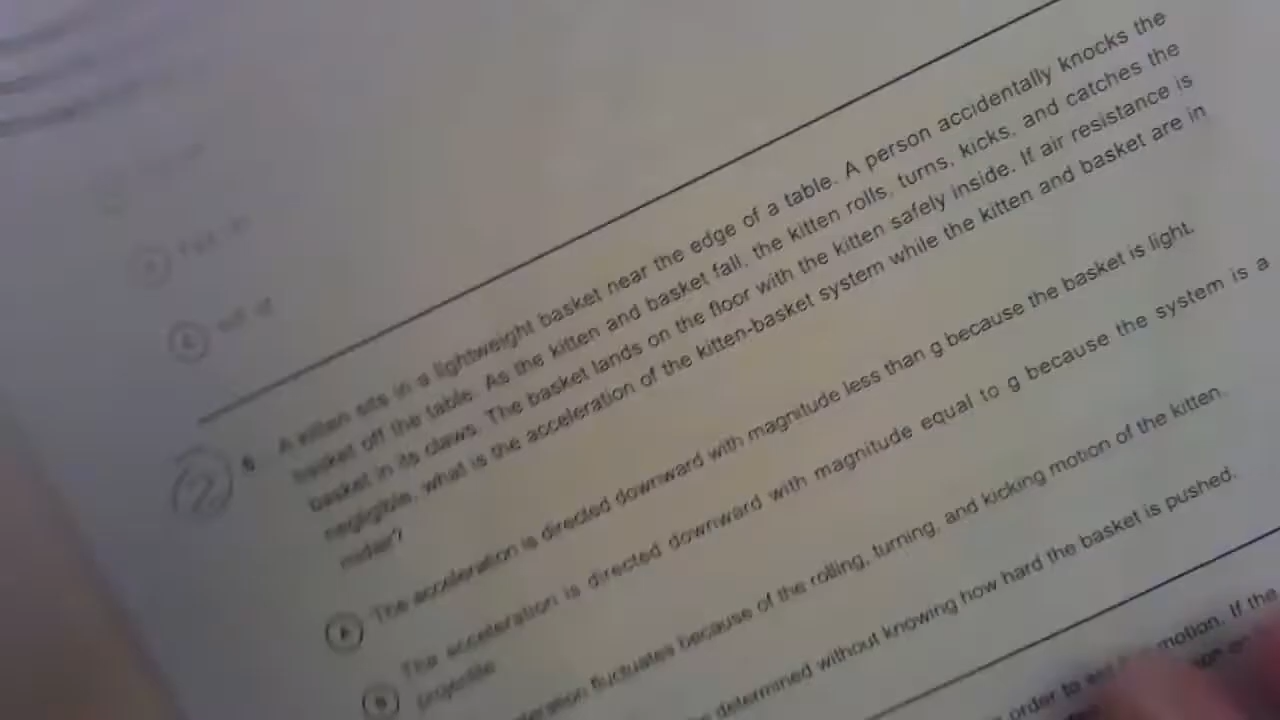 6. A kitten sits in a lightweight basket near the edge of a table. A person accidentally knocks the
basket off the table. As the kitten and basket fall, the kitten rolls, turns, kicks, and catches the
basket in its claws. The basket lands on the floor with the kitten safely inside. If air resistance is
negligible, what is the acceleration of the kitten-basket system while the kitten and basket are in
midair?
A The acceleration is directed downward with magnitude less than g because the basket is light.
B The acceleration is directed downward with magnitude equal to g because the system is a
projectile.
fluctuates because of the rolling, turning, and kicking motion of the kitten.
determined without knowing how hard the basket is pushed.
order to
motion. If the